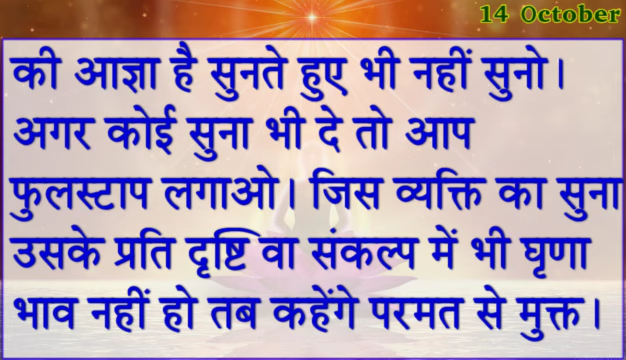 14 October
की आज्ञा है सुनते हुए भी नहीं सुनो।
अगर कोई सुना भी दे तो आप
फुलस्टाप लगाओ। जिस व्यक्ति का सुना
उसके प्रति दृष्टि वा संकल्प में भी घृणा
भाव नहीं हो तब कहेंगे परमत से मुक्त।